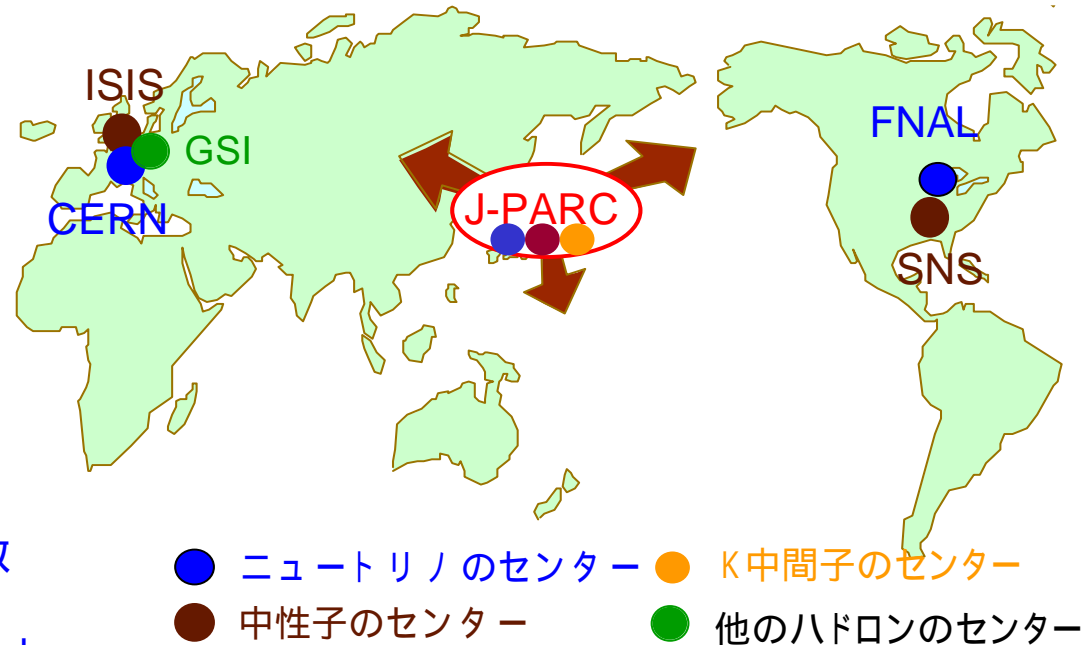 ISIS
GSI
CERN
J-PARC
FNAL
SNS
ニュートリノのセンター
K中間子のセンター
中性子のセンター
他のハドロンのセンター